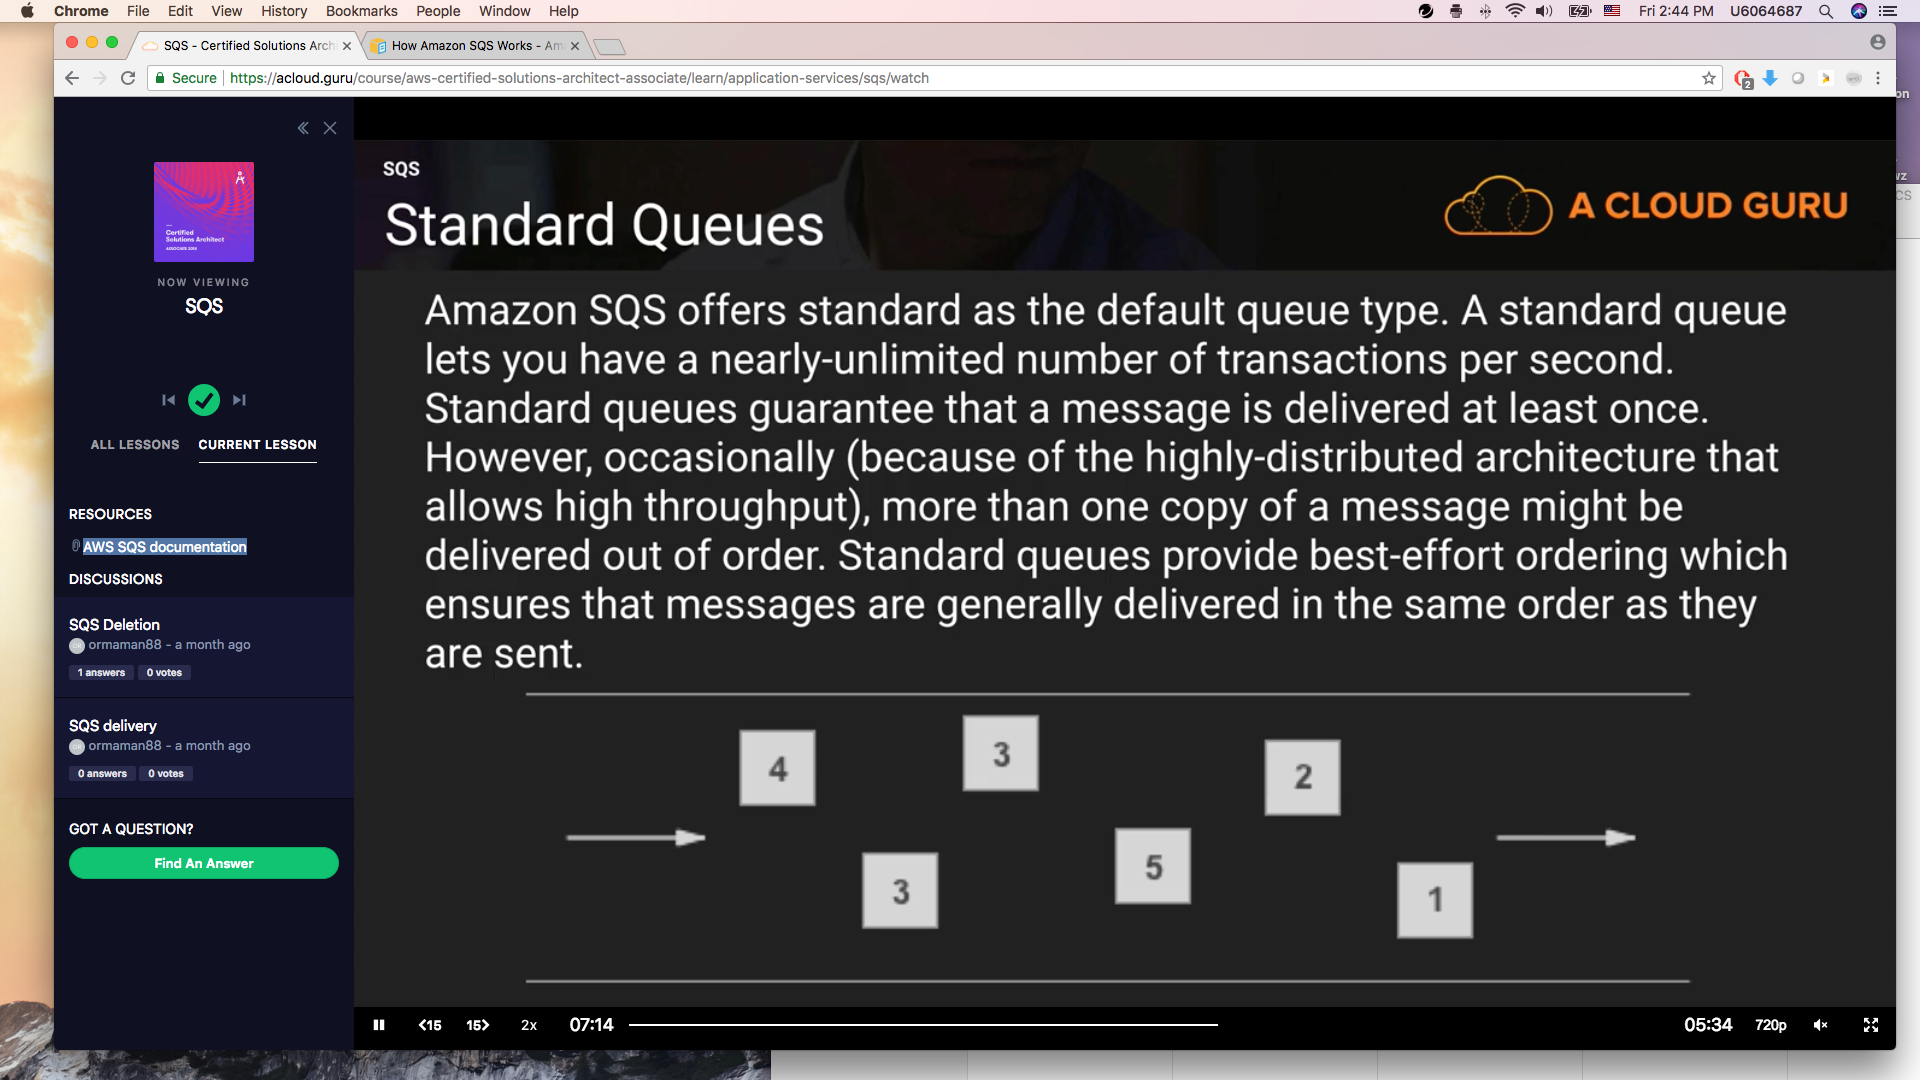 Chrome File Edit View History Bookmarks People Window Help Fri 2:44 PM U6064687
SQS - Certified Solutions Arch
How Amazon SQS Works - Am
Secure https://acloud.guru/course/aws-certified-solutions-architect-associate/learn/application-services/sqs/watch
2
on
Certified
Solutions Architect
ASSOCIATE 2018
NOW VIEWING
SQS
ALL LESSONS CURRENT LESSON
RESOURCES
AWS SQS documentation
DISCUSSIONS
SQS Deletion
ormaman88 - a month ago
1 answers 0 votes
SQS delivery
ormaman88 - a month ago
0 answers 0 votes
GOT A QUESTION?
Find An Answer
SQS
Standard Queues
A CLOUD GURU
Amazon SQS offers standard as the default queue type. A standard queue
lets you have a nearly-unlimited number of transactions per second.
Standard queues guarantee that a message is delivered at least once.
However, occasionally (because of the highly-distributed architecture that
allows high throughput), more than one copy of a message might be
delivered out of order. Standard queues provide best-effort ordering which
ensures that messages are generally delivered in the same order as they
are sent.
4
3
2
3
5
1
<15 15> 2x 07:14 05:34 720p